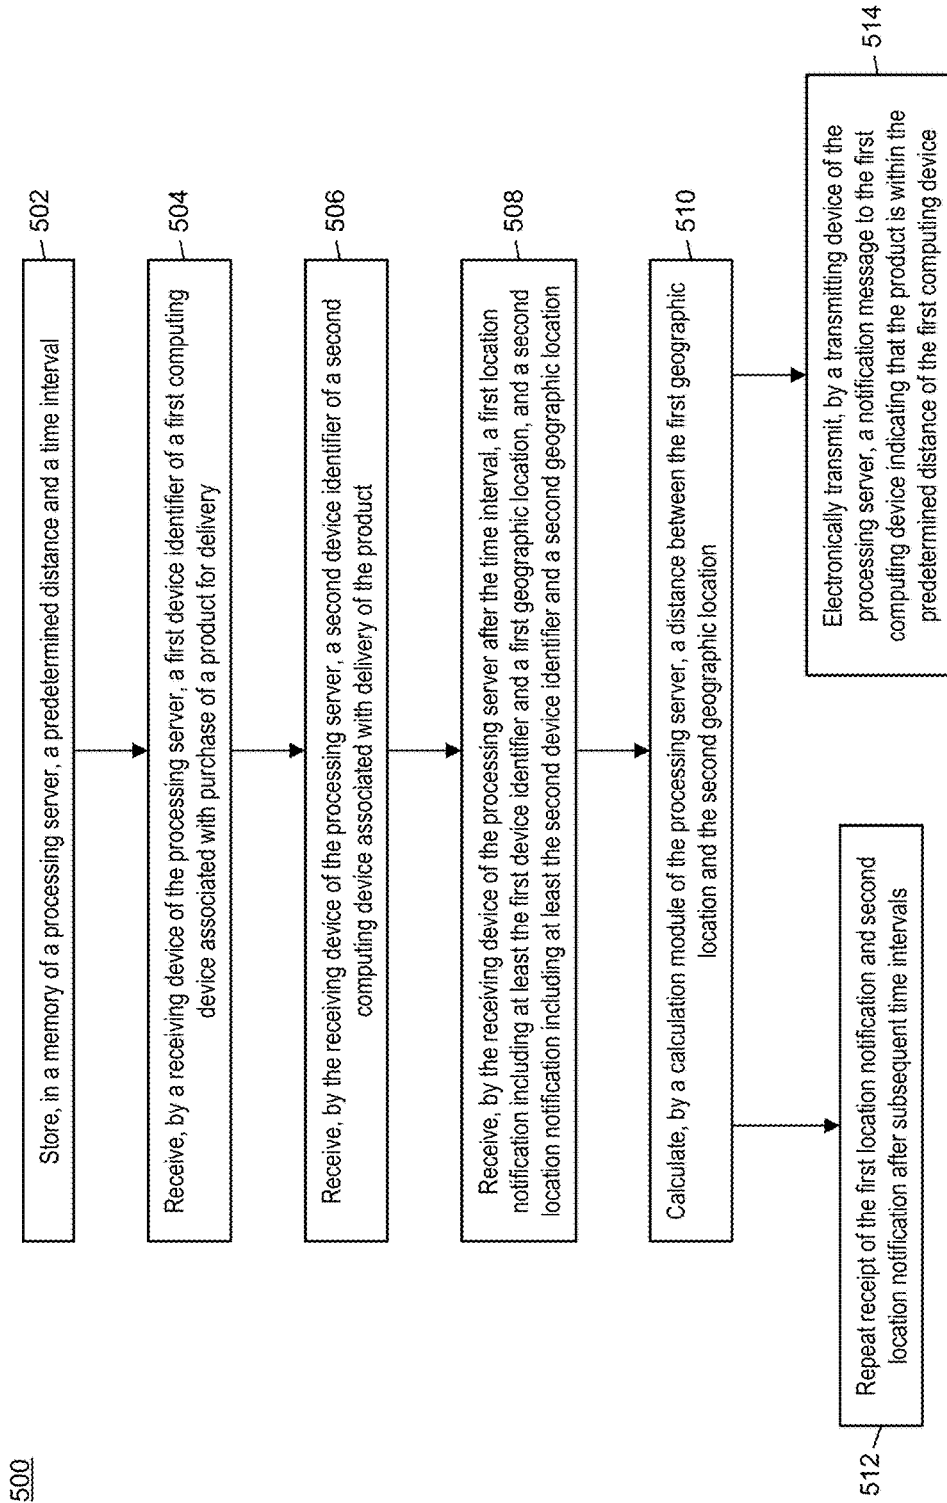 500
502
Store, in a memory of a processing server, a predetermined distance and a time interval
504
Receive, by a receiving device of the processing server, a first device identifier of a first computing
device associated with purchase of a product for delivery
506
Receive, by the receiving device of the processing server, a second device identifier of a second
computing device associated with delivery of the product
508
Receive, by the receiving device of the processing server after the time interval, a first location
notification including at least the first device identifier and a first geographic location, and a second
location notification including at least the second device identifier and a second geographic location
510
Calculate, by a calculation module of the processing server, a distance between the first geographic
location and the second geographic location
512
Repeat receipt of the first location notification and second
location notification after subsequent time intervals
514
Electronically transmit, by a transmitting device of the
processing server, a notification message to the first
computing device indicating that the product is within the
predetermined distance of the first computing device